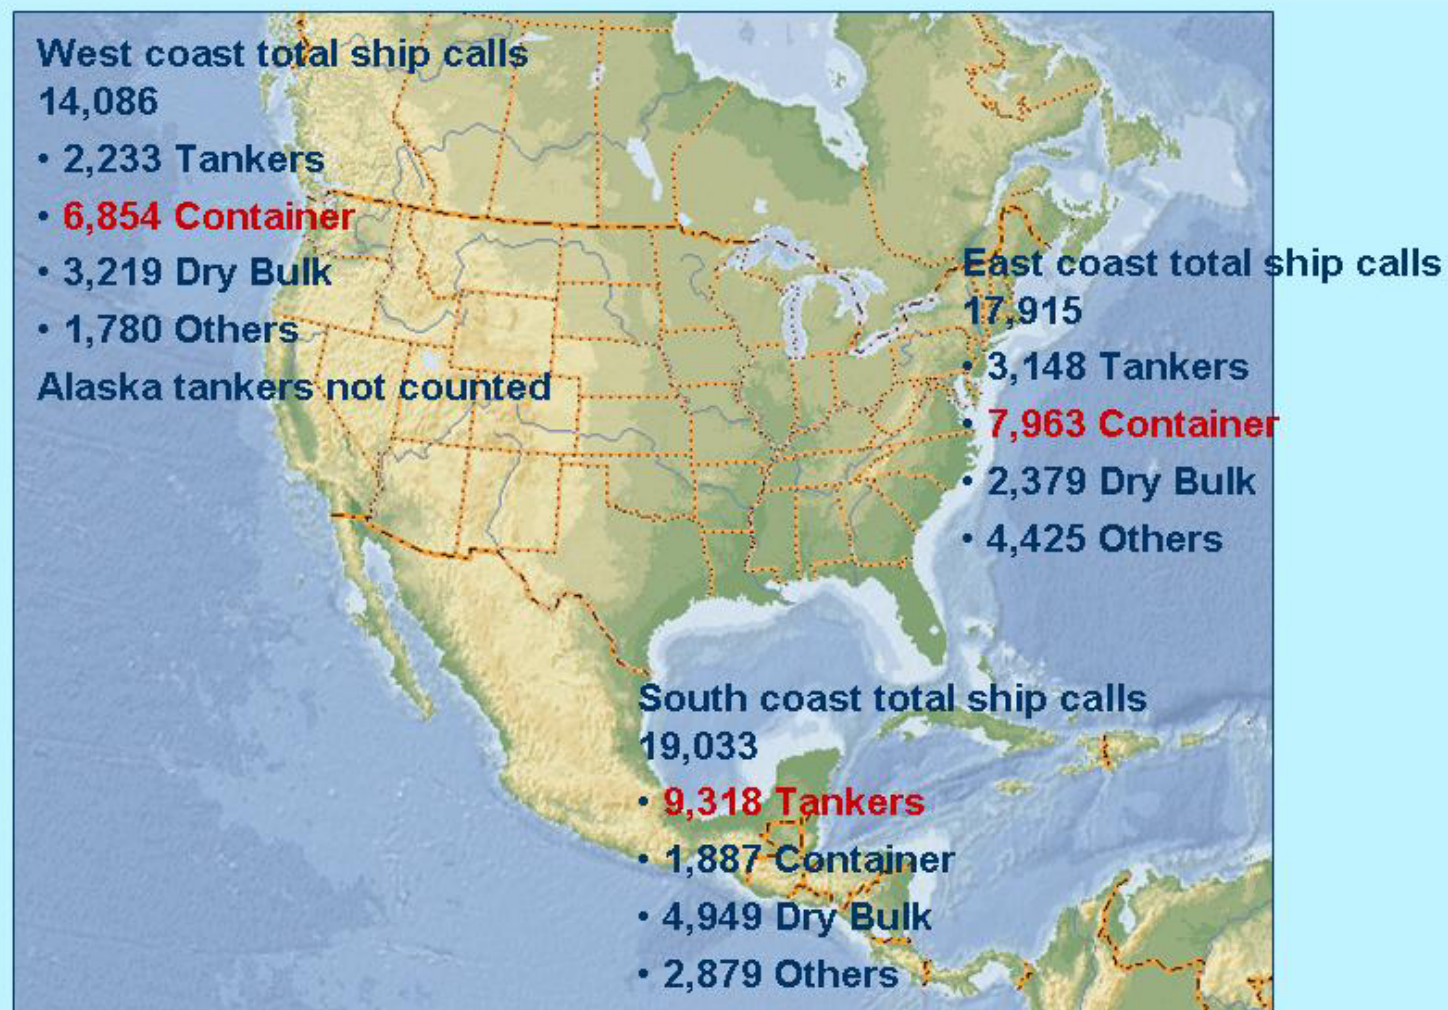 West coast total ship calls
14,086
• 2,233 Tankers
• 6,854 Container
• 3,219 Dry Bulk
• 1,780 Others
Alaska tankers not counted
East coast total ship calls
17,915
• 3,148 Tankers
• 7,963 Container
• 2,379 Dry Bulk
• 4,425 Others
South coast total ship calls
19,033
• 9,318 Tankers
• 1,887 Container
• 4,949 Dry Bulk
• 2,879 Others